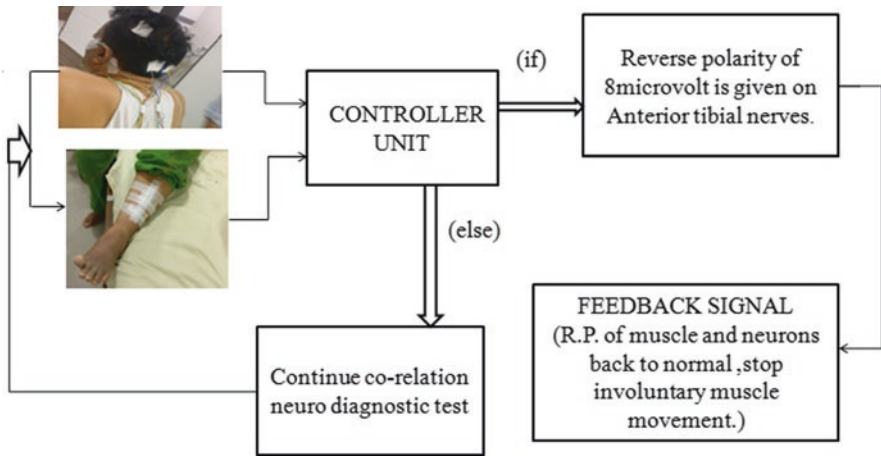 CONTROLLER
UNIT
(if)
Reverse polarity of
8microvolt is given on
Anterior tibial nerves.
(else)
Continue co-relation
neuro diagnostic test
FEEDBACK SIGNAL
(R.P. of muscle and neurons
back to normal ,stop
involuntary muscle
movement.)